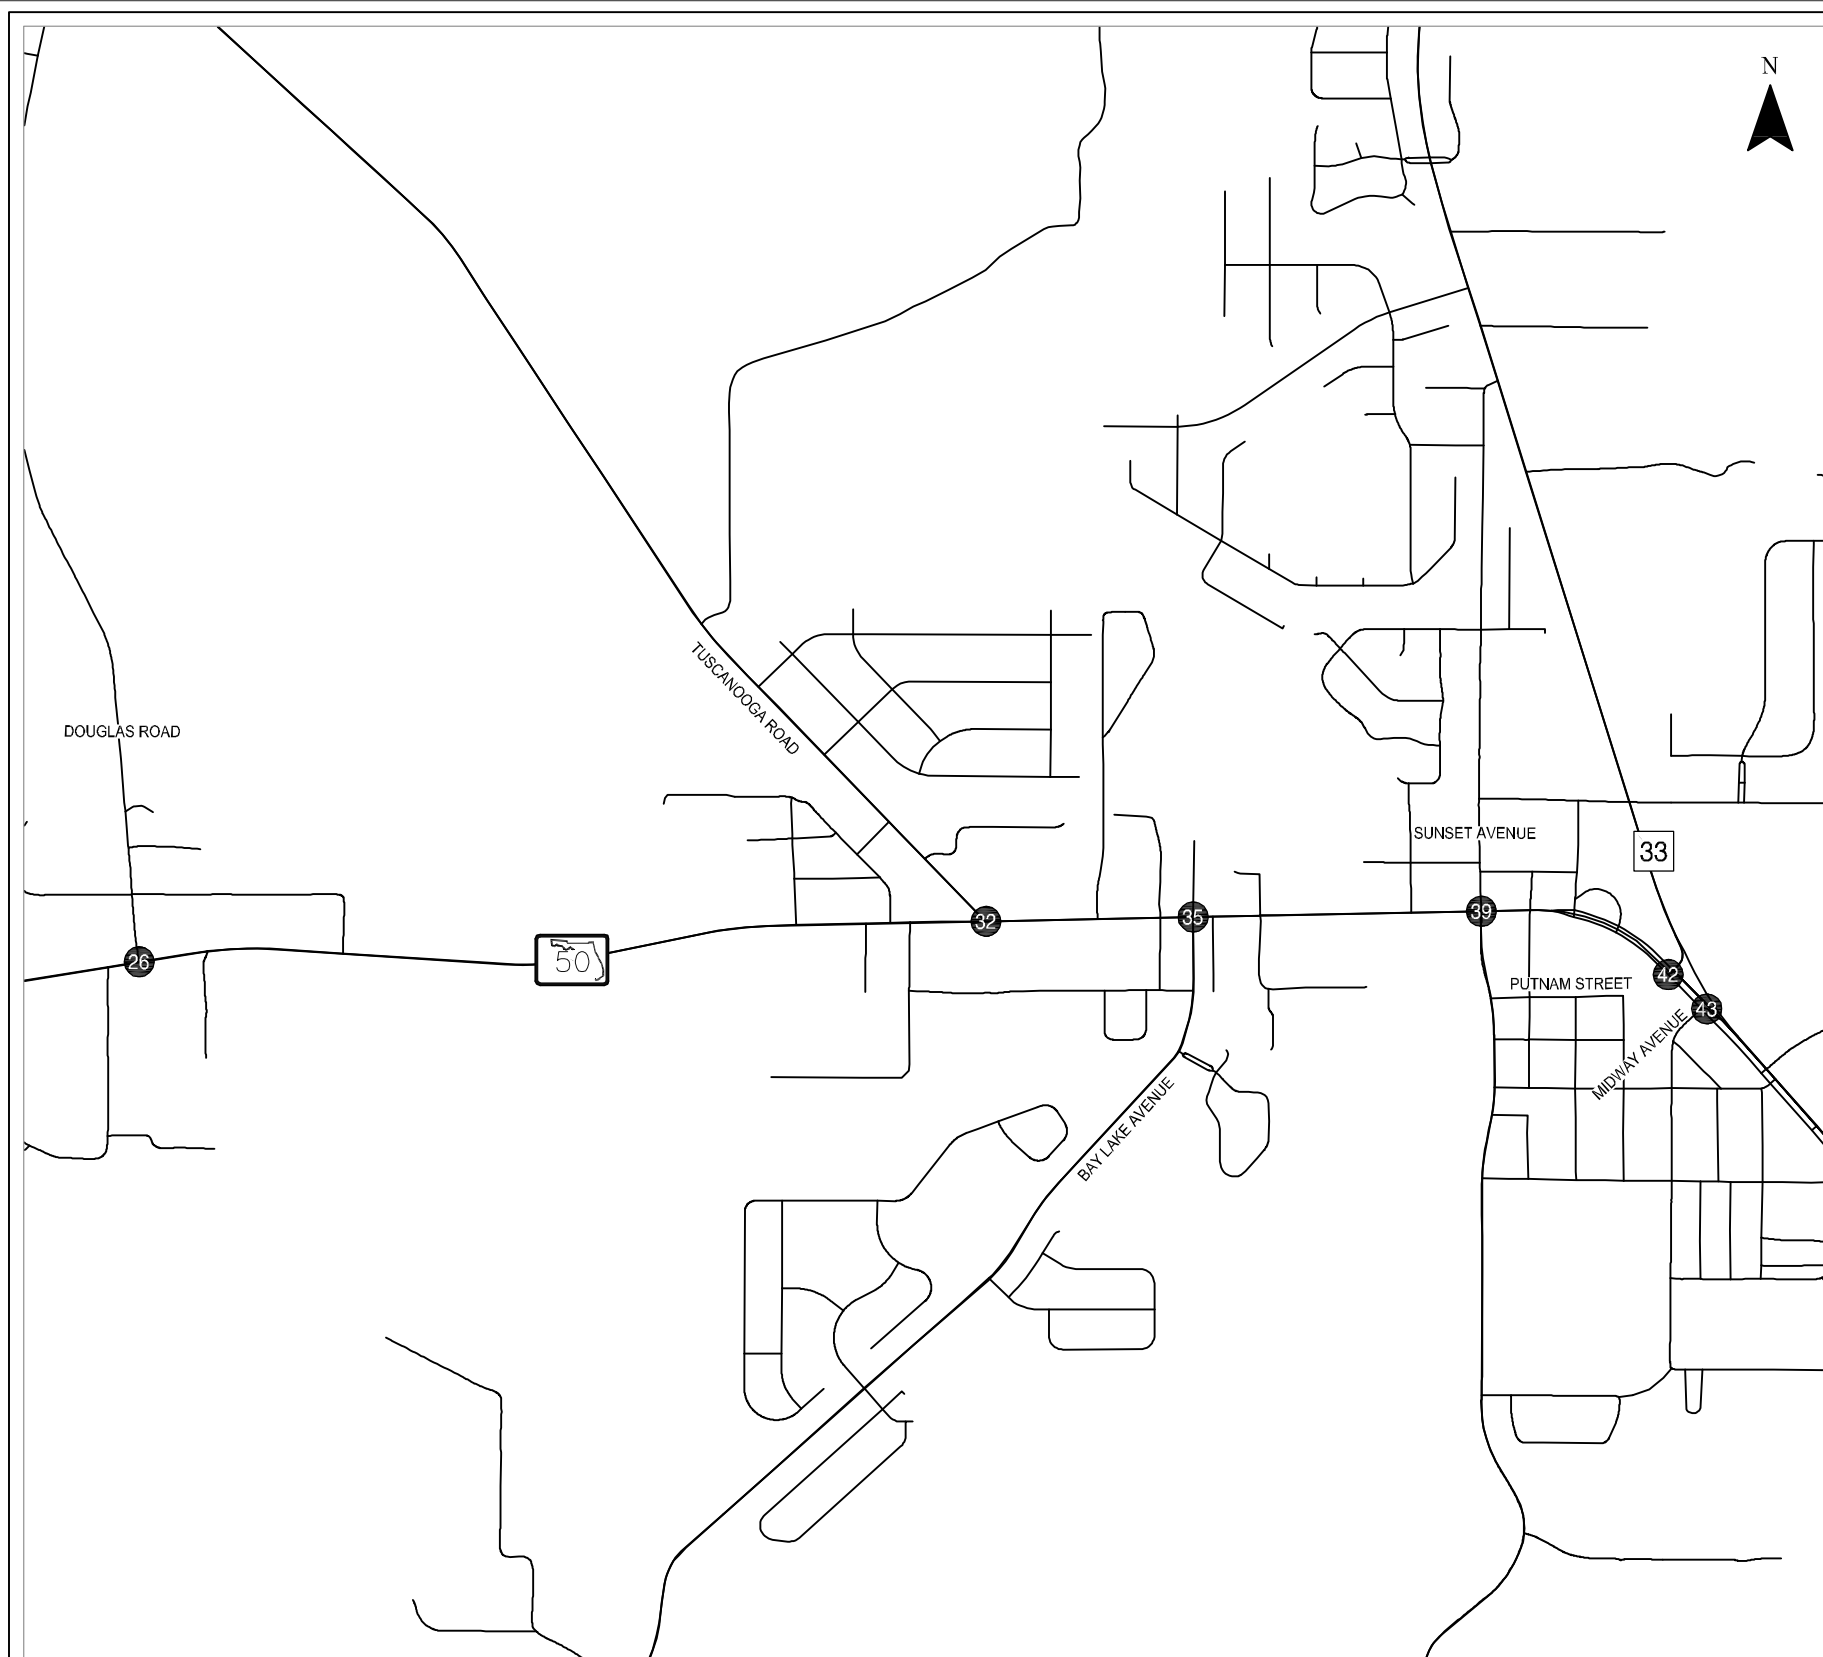 N
TUSCANOOGA ROAD
DOUGLAS ROAD
SUNSET AVENUE
33
32
35
39
26
50
42
PUTNAM STREET
43
MIDWAY AVENUE
BAY LAKE AVENUE